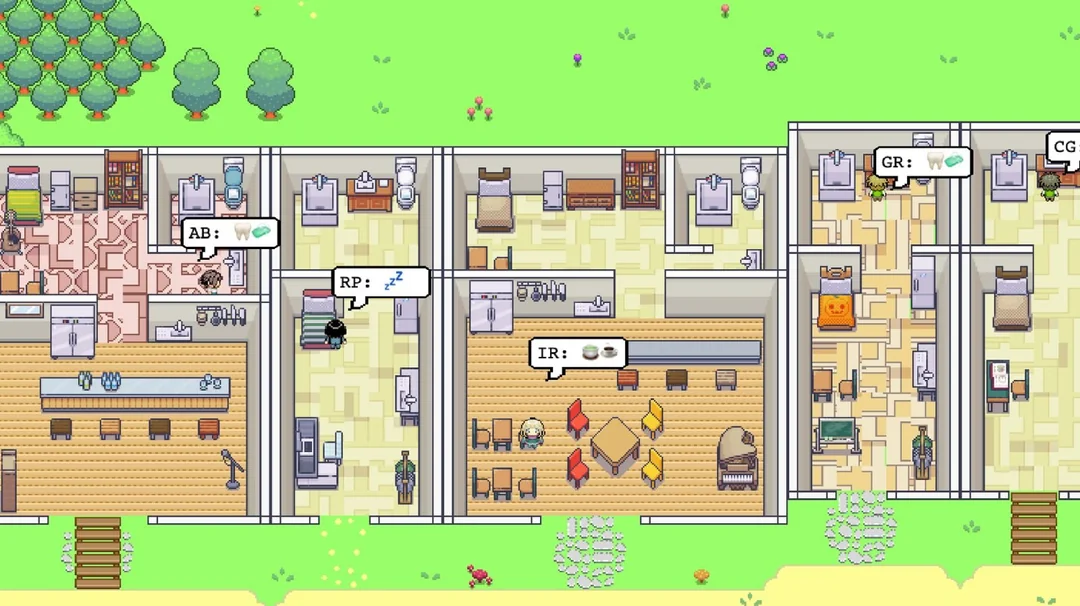 CG:
GR: 🦷🧼
AB: 🦷🧼
RP: 💤
IR: 🍚☕